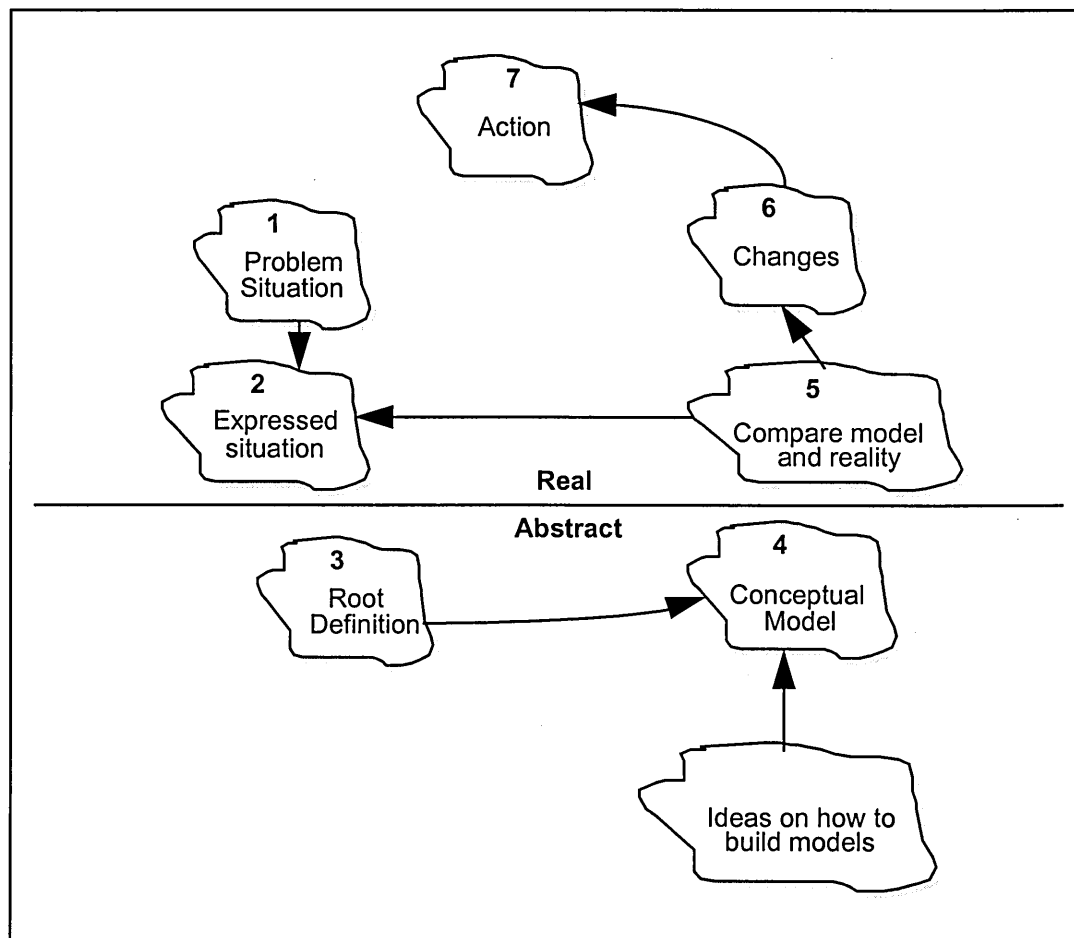 7
Action
6
Changes
1
Problem
Situation
2
Expressed
situation
5
Compare model
and reality
Real
Abstract
3
Root
Definition
4
Conceptual
Model
Ideas on how to
build models